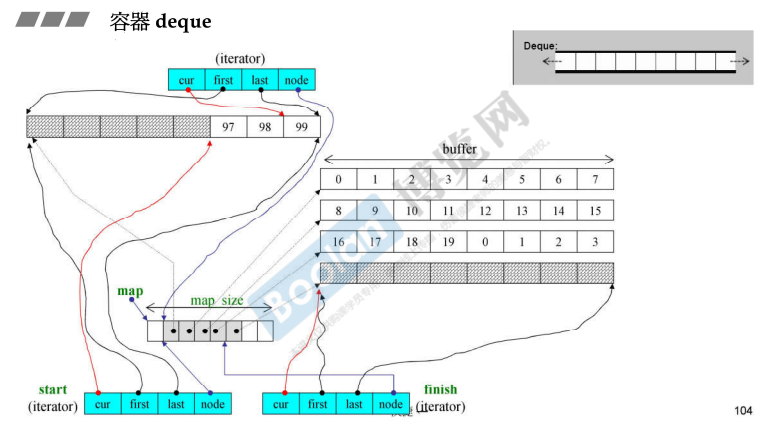 容器 deque
Deque:
(iterator)
cur first last node
97 98 99
buffer
0 1 2 3 4 5 6 7
8 9 10 11 12 13 14 15
16 17 18 19 0 1 2 3
Boolan 博览网
map
map size
start
(iterator)
cur first last node
cur first last node
finish
(iterator)
104